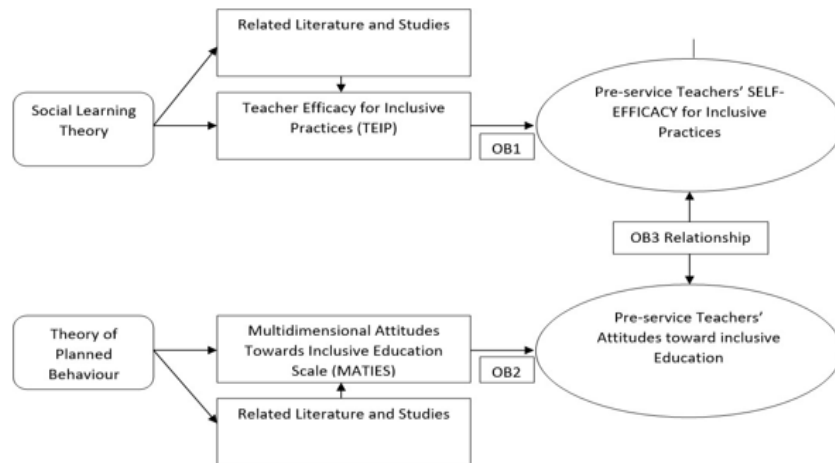 Related Literature and Studies
Social Learning
Theory
Teacher Efficacy for Inclusive
Practices (TEIP)
OB1
Pre-service Teachers’ SELF-
EFFICACY for Inclusive
Practices
OB3 Relationship
Theory of
Planned
Behaviour
Multidimensional Attitudes
Towards Inclusive Education
Scale (MATIES)
OB2
Pre-service Teachers’
Attitudes toward inclusive
Education
Related Literature and Studies